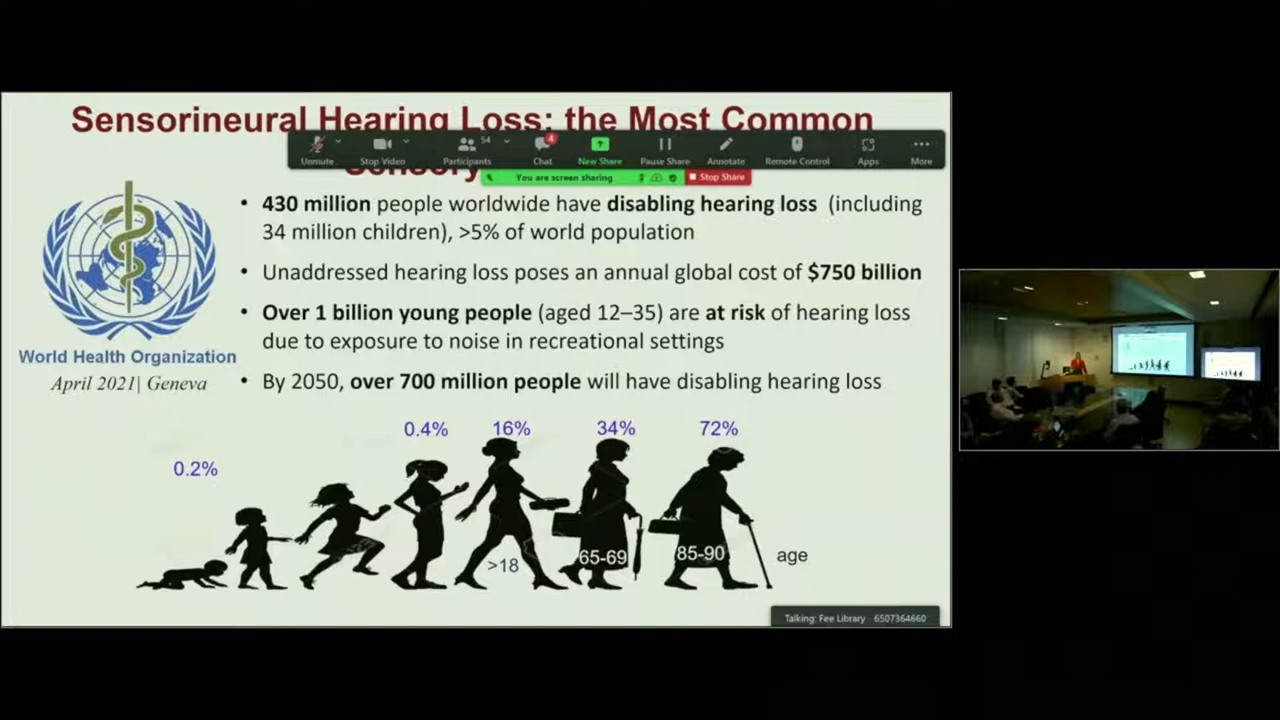 Sensorineural Hearing Loss: the Most Common
Unmute
Stop Video
54
Participants
4
Chat
New Share
Pause Share
Annotate
Remote Control
Apps
More
Sensory
You are screen sharing
Stop Share
• 430 million people worldwide have disabling hearing loss (including
34 million children), >5% of world population
• Unaddressed hearing loss poses an annual global cost of $750 billion
• Over 1 billion young people (aged 12–35) are at risk of hearing loss
due to exposure to noise in recreational settings
• By 2050, over 700 million people will have disabling hearing loss
World Health Organization
April 2021| Geneva
0.2%
0.4%
16%
34%
72%
>18
65-69
85-90
age
Talking: Fee Library - 6507364660